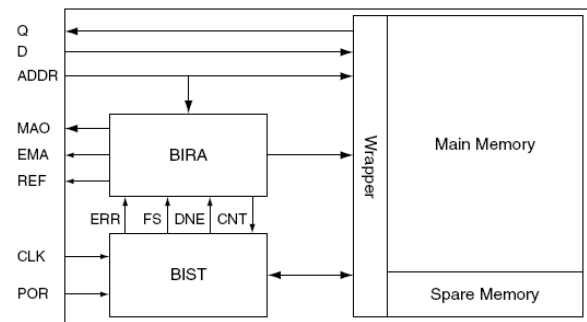 Q
D
ADDR
MAO
EMA
REF
BIRA
ERR FS DNE CNT
CLK
POR
BIST
Wrapper
Main Memory
Spare Memory